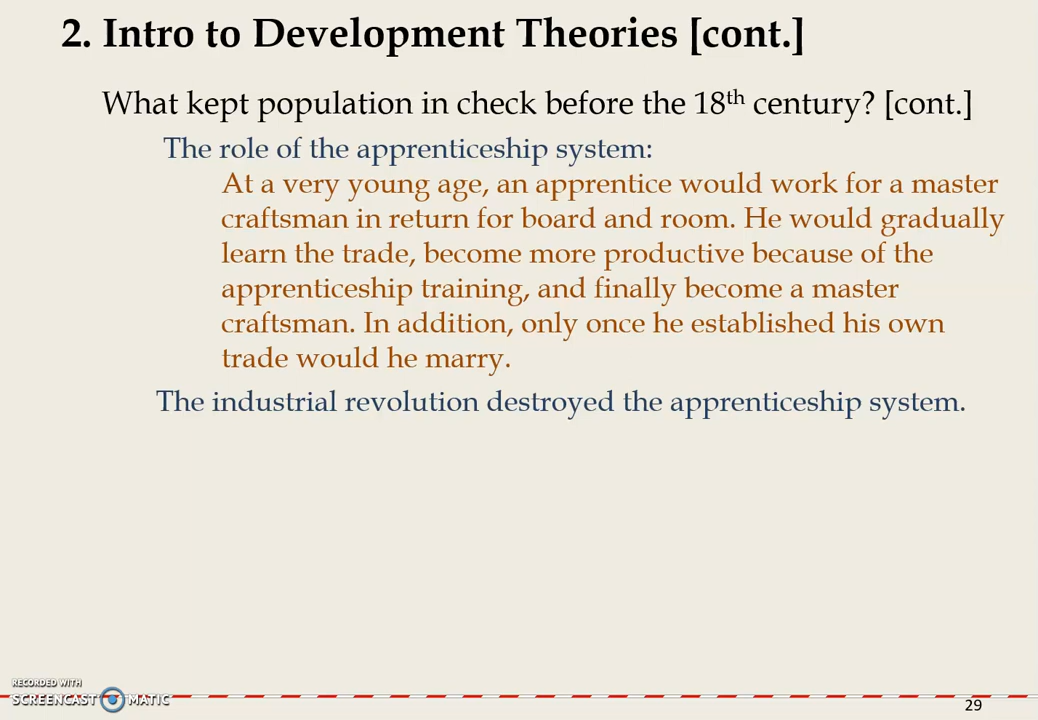 2. Intro to Development Theories [cont.]
What kept population in check before the 18th century? [cont.]
The role of the apprenticeship system:
At a very young age, an apprentice would work for a master
craftsman in return for board and room. He would gradually
learn the trade, become more productive because of the
apprenticeship training, and finally become a master
craftsman. In addition, only once he established his own
trade would he marry.
The industrial revolution destroyed the apprenticeship system.
RECORDED WITH
SCREENCAST MATIC
29